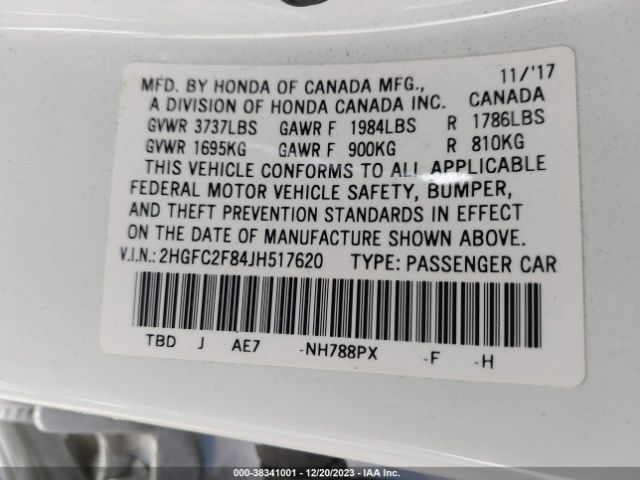 MFD. BY HONDA OF CANADA MFG., 11/'17
A DIVISION OF HONDA CANADA INC. CANADA
GVWR 3737LBS GAWR F 1984LBS R 1786LBS
GVWR 1695KG GAWR F 900KG R 810KG
THIS VEHICLE CONFORMS TO ALL APPLICABLE
FEDERAL MOTOR VEHICLE SAFETY, BUMPER,
AND THEFT PREVENTION STANDARDS IN EFFECT
ON THE DATE OF MANUFACTURE SHOWN ABOVE.
V.I.N.: 2HGFC2F84JH517620 TYPE: PASSENGER CAR
TBD J AE7 -NH788PX -F -H
000-38341001 - 12/20/2023 - IAA Inc.